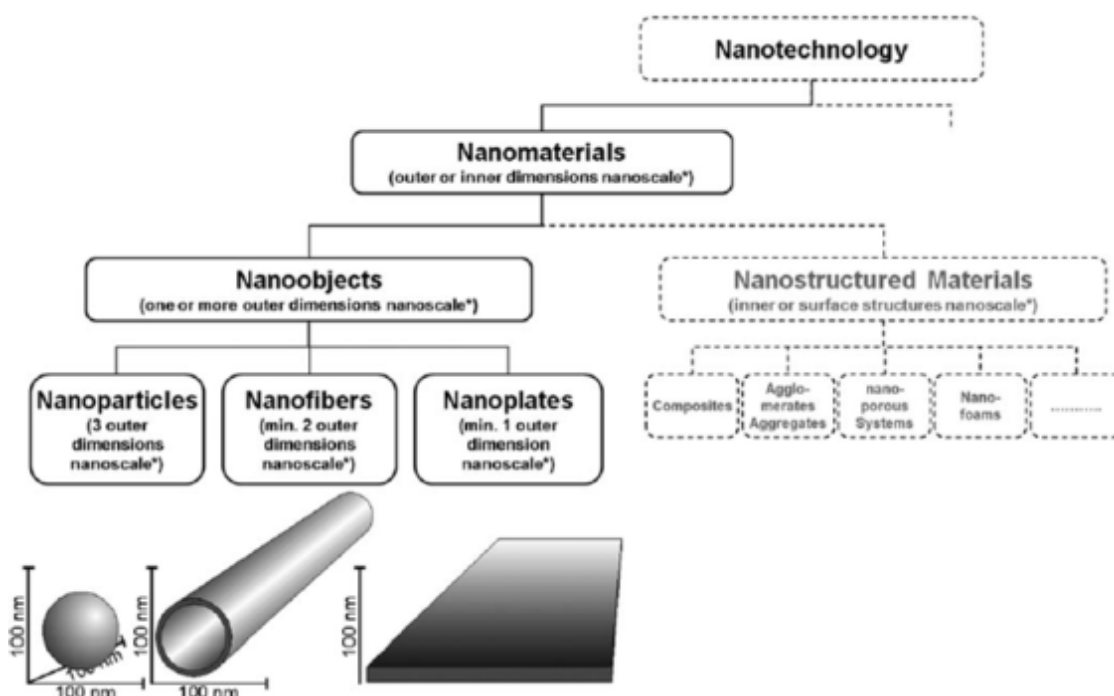 Nanotechnology
Nanomaterials
(outer or inner dimensions nanoscale*)
Nanoobjects
(one or more outer dimensions nanoscale*)
Nanostructured Materials
(inner or surface structures nanoscale*)
Nanoparticles
(3 outer
dimensions
nanoscale*)
Nanofibers
(min. 2 outer
dimensions
nanoscale*)
Nanoplates
(min. 1 outer
dimension
nanoscale*)
Composites
Agglo-
merates
Aggregates
nano-
porous
Systems
Nano-
foams
...........
100 nm
100 nm
100 nm
100 nm
100 nm
100 nm